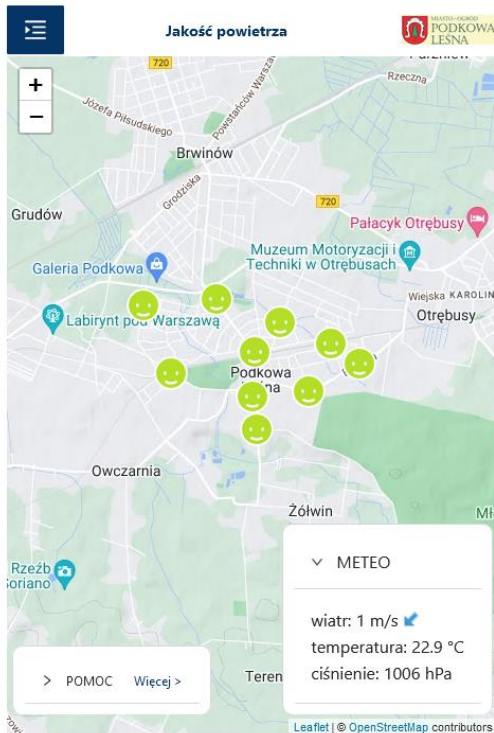 Jakość powietrza
MIASTO-OGRÓD
PODKOWA
LEŚNA
720
Rzeczna
+
−
Józefa Piłsudskiego
Powstańców Warszawy
Brwinów
Grodziska
720
Grudów
Pałacyk Otrębusy
Muzeum Motoryzacji i
Techniki w Otrębusach
Galeria Podkowa
Wiejska
KAROLIN
Otrębusy
Labirynt pod Warszawą
Podkowa
Leśna
Owczarnia
Żółwin
Rzeźb
Soriano
METEO
wiatr: 1 m/s
temperatura: 22.9 °C
ciśnienie: 1006 hPa
POMOC Więcej >
Teren
Leaflet | © OpenStreetMap contributors